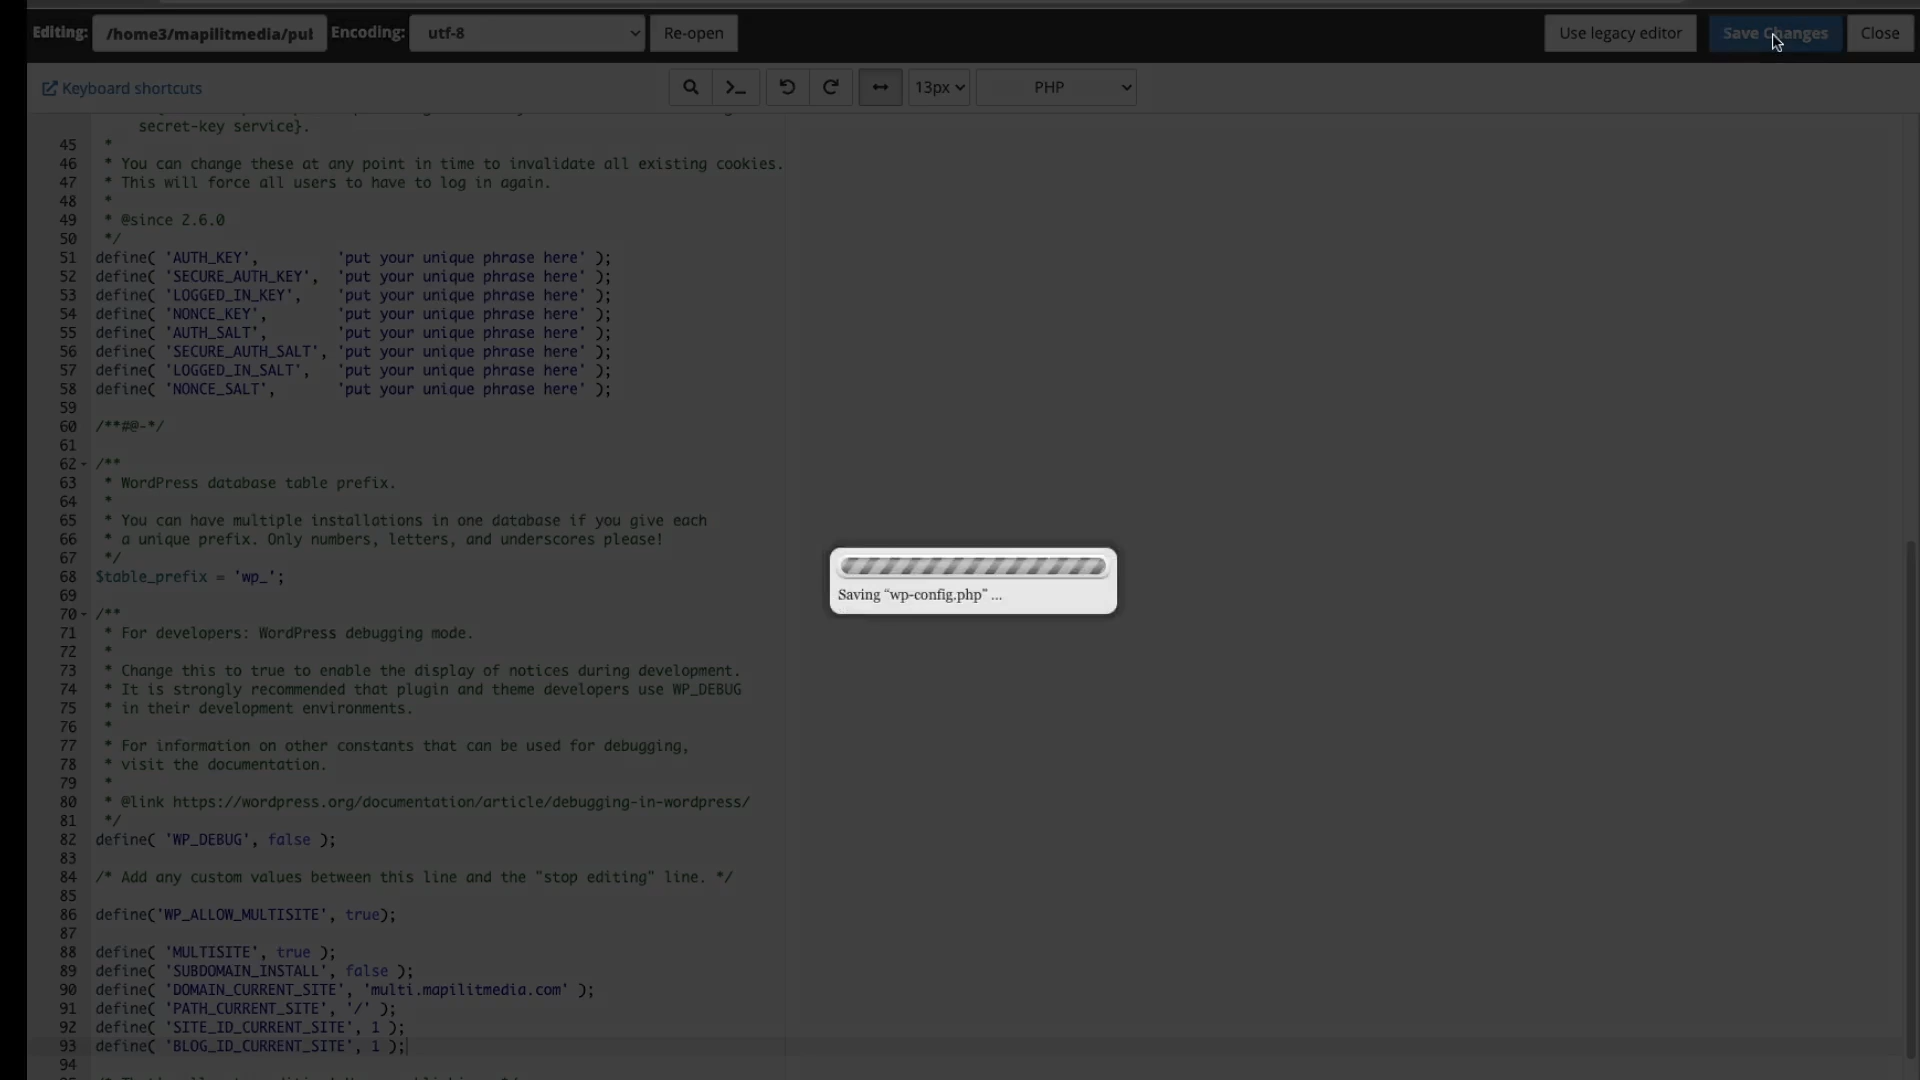 Editing: /home3/mapilitmedia/pul Encoding: utf-8 Re-open Use legacy editor Save Changes Close
Keyboard shortcuts 13px PHP
secret-key service}.
45 *
46 * You can change these at any point in time to invalidate all existing cookies.
47 * This will force all users to have to log in again.
48 *
49 * @since 2.6.0
50 */
51 define( 'AUTH_KEY', 'put your unique phrase here' );
52 define( 'SECURE_AUTH_KEY', 'put your unique phrase here' );
53 define( 'LOGGED_IN_KEY', 'put your unique phrase here' );
54 define( 'NONCE_KEY', 'put your unique phrase here' );
55 define( 'AUTH_SALT', 'put your unique phrase here' );
56 define( 'SECURE_AUTH_SALT', 'put your unique phrase here' );
57 define( 'LOGGED_IN_SALT', 'put your unique phrase here' );
58 define( 'NONCE_SALT', 'put your unique phrase here' );
59
60 /**#@-*/
61
62 /**
63 * WordPress database table prefix.
64 *
65 * You can have multiple installations in one database if you give each
66 * a unique prefix. Only numbers, letters, and underscores please!
67 */
68 $table_prefix = 'wp_';
69
70 /**
71 * For developers: WordPress debugging mode.
72 *
73 * Change this to true to enable the display of notices during development.
74 * It is strongly recommended that plugin and theme developers use WP_DEBUG
75 * in their development environments.
76 *
77 * For information on other constants that can be used for debugging,
78 * visit the documentation.
79 *
80 * @link https://wordpress.org/documentation/article/debugging-in-wordpress/
81 */
82 define( 'WP_DEBUG', false );
83
84 /* Add any custom values between this line and the "stop editing" line. */
85
86 define('WP_ALLOW_MULTISITE', true);
87
88 define( 'MULTISITE', true );
89 define( 'SUBDOMAIN_INSTALL', false );
90 define( 'DOMAIN_CURRENT_SITE', 'multi.mapilitmedia.com' );
91 define( 'PATH_CURRENT_SITE', '/' );
92 define( 'SITE_ID_CURRENT_SITE', 1 );
93 define( 'BLOG_ID_CURRENT_SITE', 1 );
94
Saving “wp-config.php” ...